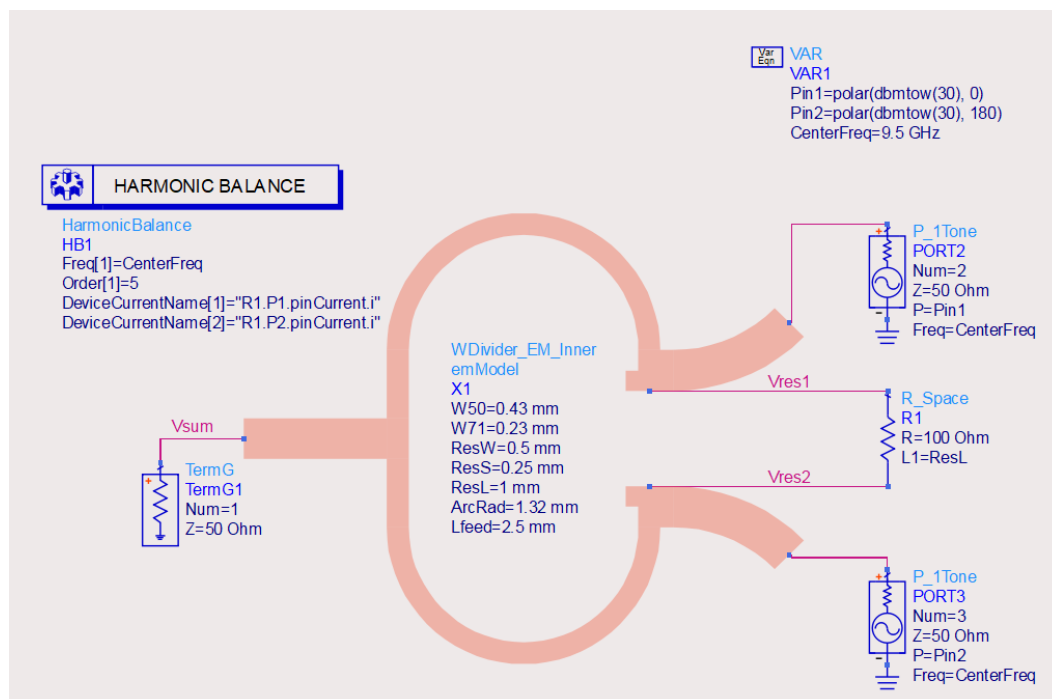 Var
Eqn
VAR
VAR1
Pin1=polar(dbmtow(30), 0)
Pin2=polar(dbmtow(30), 180)
CenterFreq=9.5 GHz
HARMONIC BALANCE
HarmonicBalance
HB1
Freq[1]=CenterFreq
Order[1]=5
DeviceCurrentName[1]="R1.P1.pinCurrent.i"
DeviceCurrentName[2]="R1.P2.pinCurrent.i"
+
P_1Tone
PORT2
Num=2
Z=50 Ohm
P=Pin1
Freq=CenterFreq
-
WDivider_EM_Inner
emModel
X1
W50=0.43 mm
W71=0.23 mm
ResW=0.5 mm
ResS=0.25 mm
ResL=1 mm
ArcRad=1.32 mm
Lfeed=2.5 mm
Vres1
R_Space
R1
R=100 Ohm
L1=ResL
Vres2
Vsum
+
TermG
TermG1
Num=1
Z=50 Ohm
+
P_1Tone
PORT3
Num=3
Z=50 Ohm
P=Pin2
Freq=CenterFreq
-